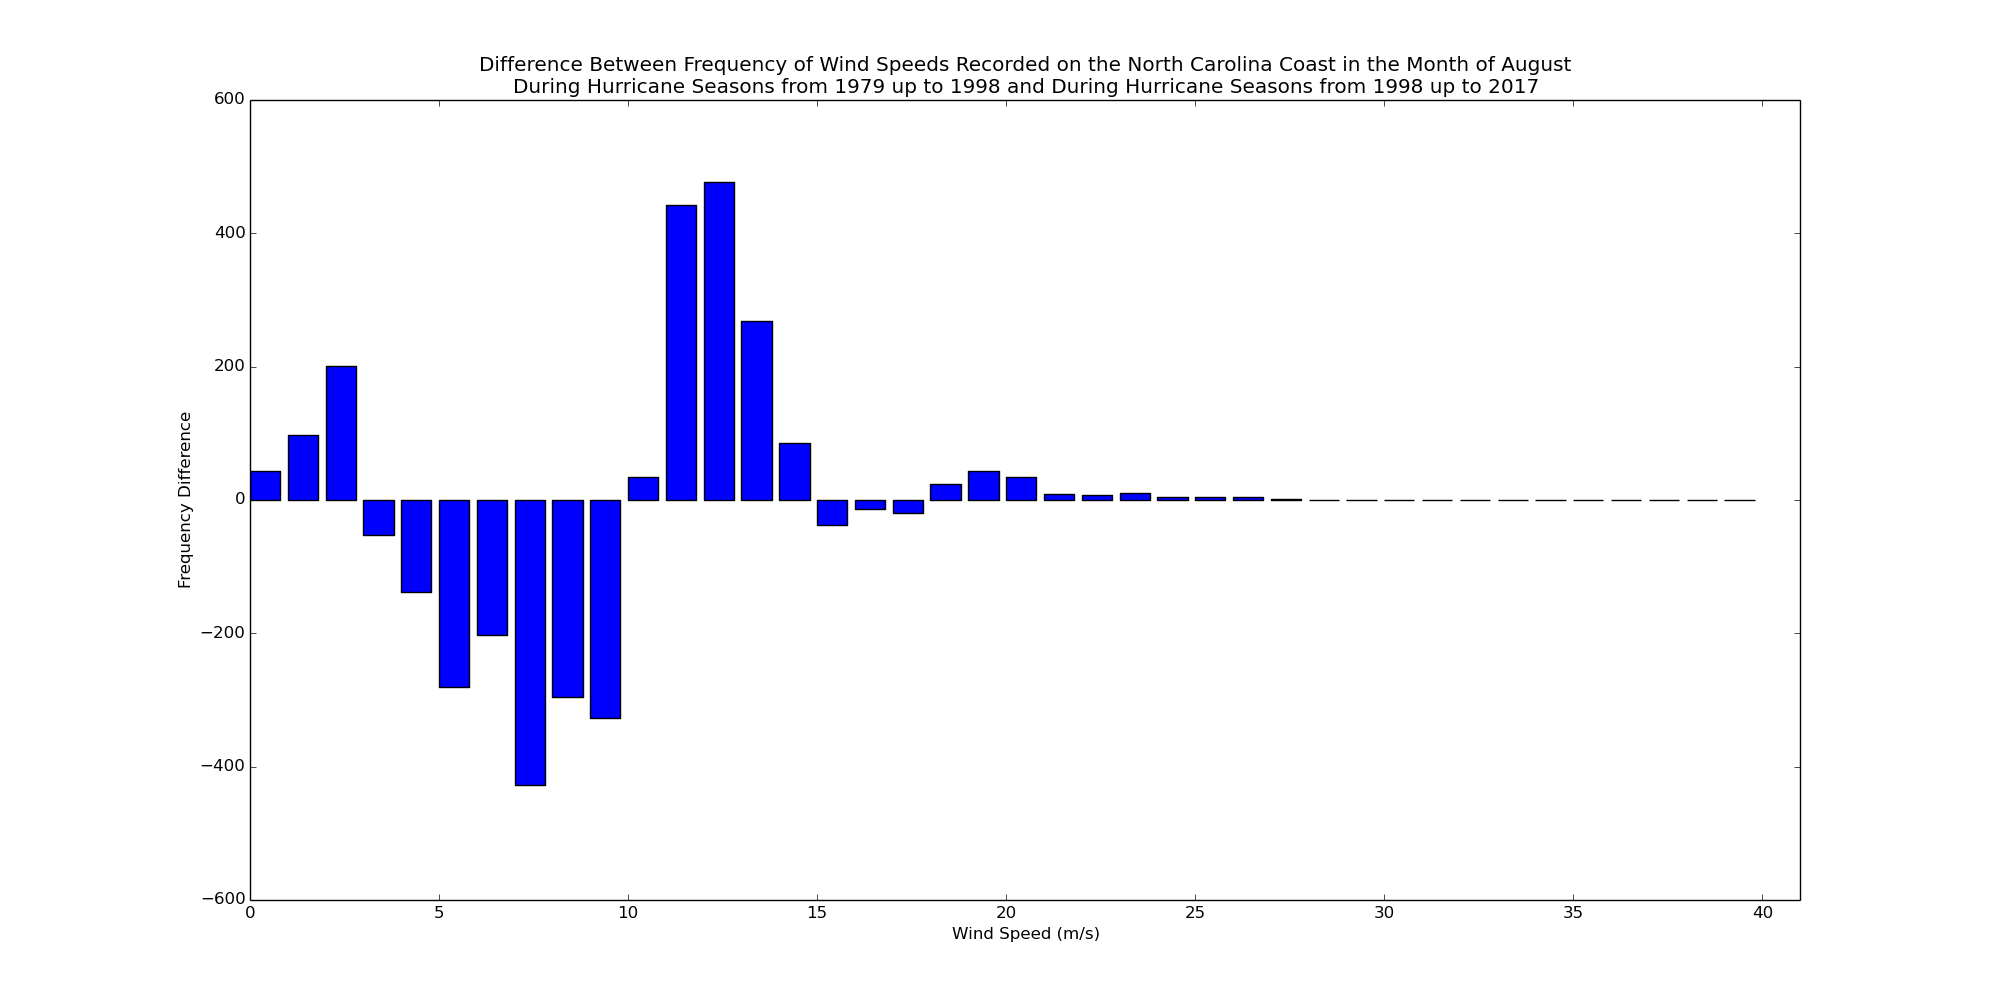 Difference Between Frequency of Wind Speeds Recorded on the North Carolina Coast in the Month of August
During Hurricane Seasons from 1979 up to 1998 and During Hurricane Seasons from 1998 up to 2017
600
400
200
0
−200
−400
−600
Frequency Difference
0 5 10 15 20 25 30 35 40
Wind Speed (m/s)